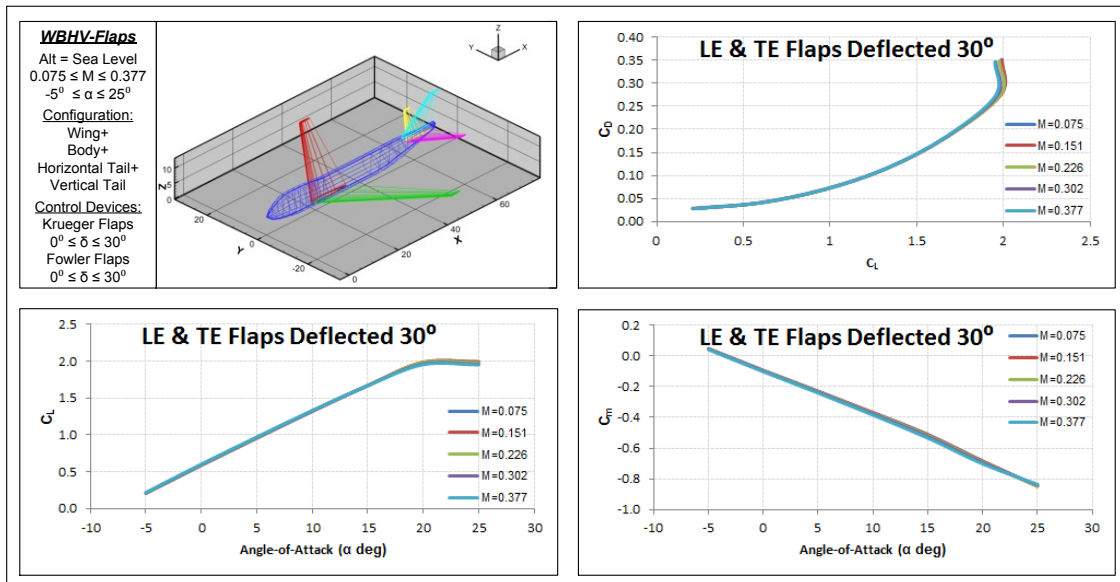 WBHV-Flaps
Alt = Sea Level
0.075 ≤ M ≤ 0.377
-5⁰ ≤ α ≤ 25⁰
Configuration:
Wing+
Body+
Horizontal Tail+
Vertical Tail
Control Devices:
Krueger Flaps
0⁰ ≤ δ ≤ 30⁰
Fowler Flaps
0⁰ ≤ δ ≤ 30⁰
Z
Y X
Z
10
5
0
20
0
-20
Y
0
20
40
60
X
LE & TE Flaps Deflected 30⁰
C_D
0.40
0.35
0.30
0.25
0.20
0.15
0.10
0.05
0.00
0 0.5 1 1.5 2 2.5
C_L
M=0.075
M=0.151
M=0.226
M=0.302
M=0.377
LE & TE Flaps Deflected 30⁰
C_L
2.5
2.0
1.5
1.0
0.5
0.0
-10 -5 0 5 10 15 20 25 30
Angle-of-Attack (α deg)
M=0.075
M=0.151
M=0.226
M=0.302
M=0.377
LE & TE Flaps Deflected 30⁰
C_m
0.2
0.0
-0.2
-0.4
-0.6
-0.8
-1.0
-10 -5 0 5 10 15 20 25 30
Angle-of-Attack (α deg)
M=0.075
M=0.151
M=0.226
M=0.302
M=0.377